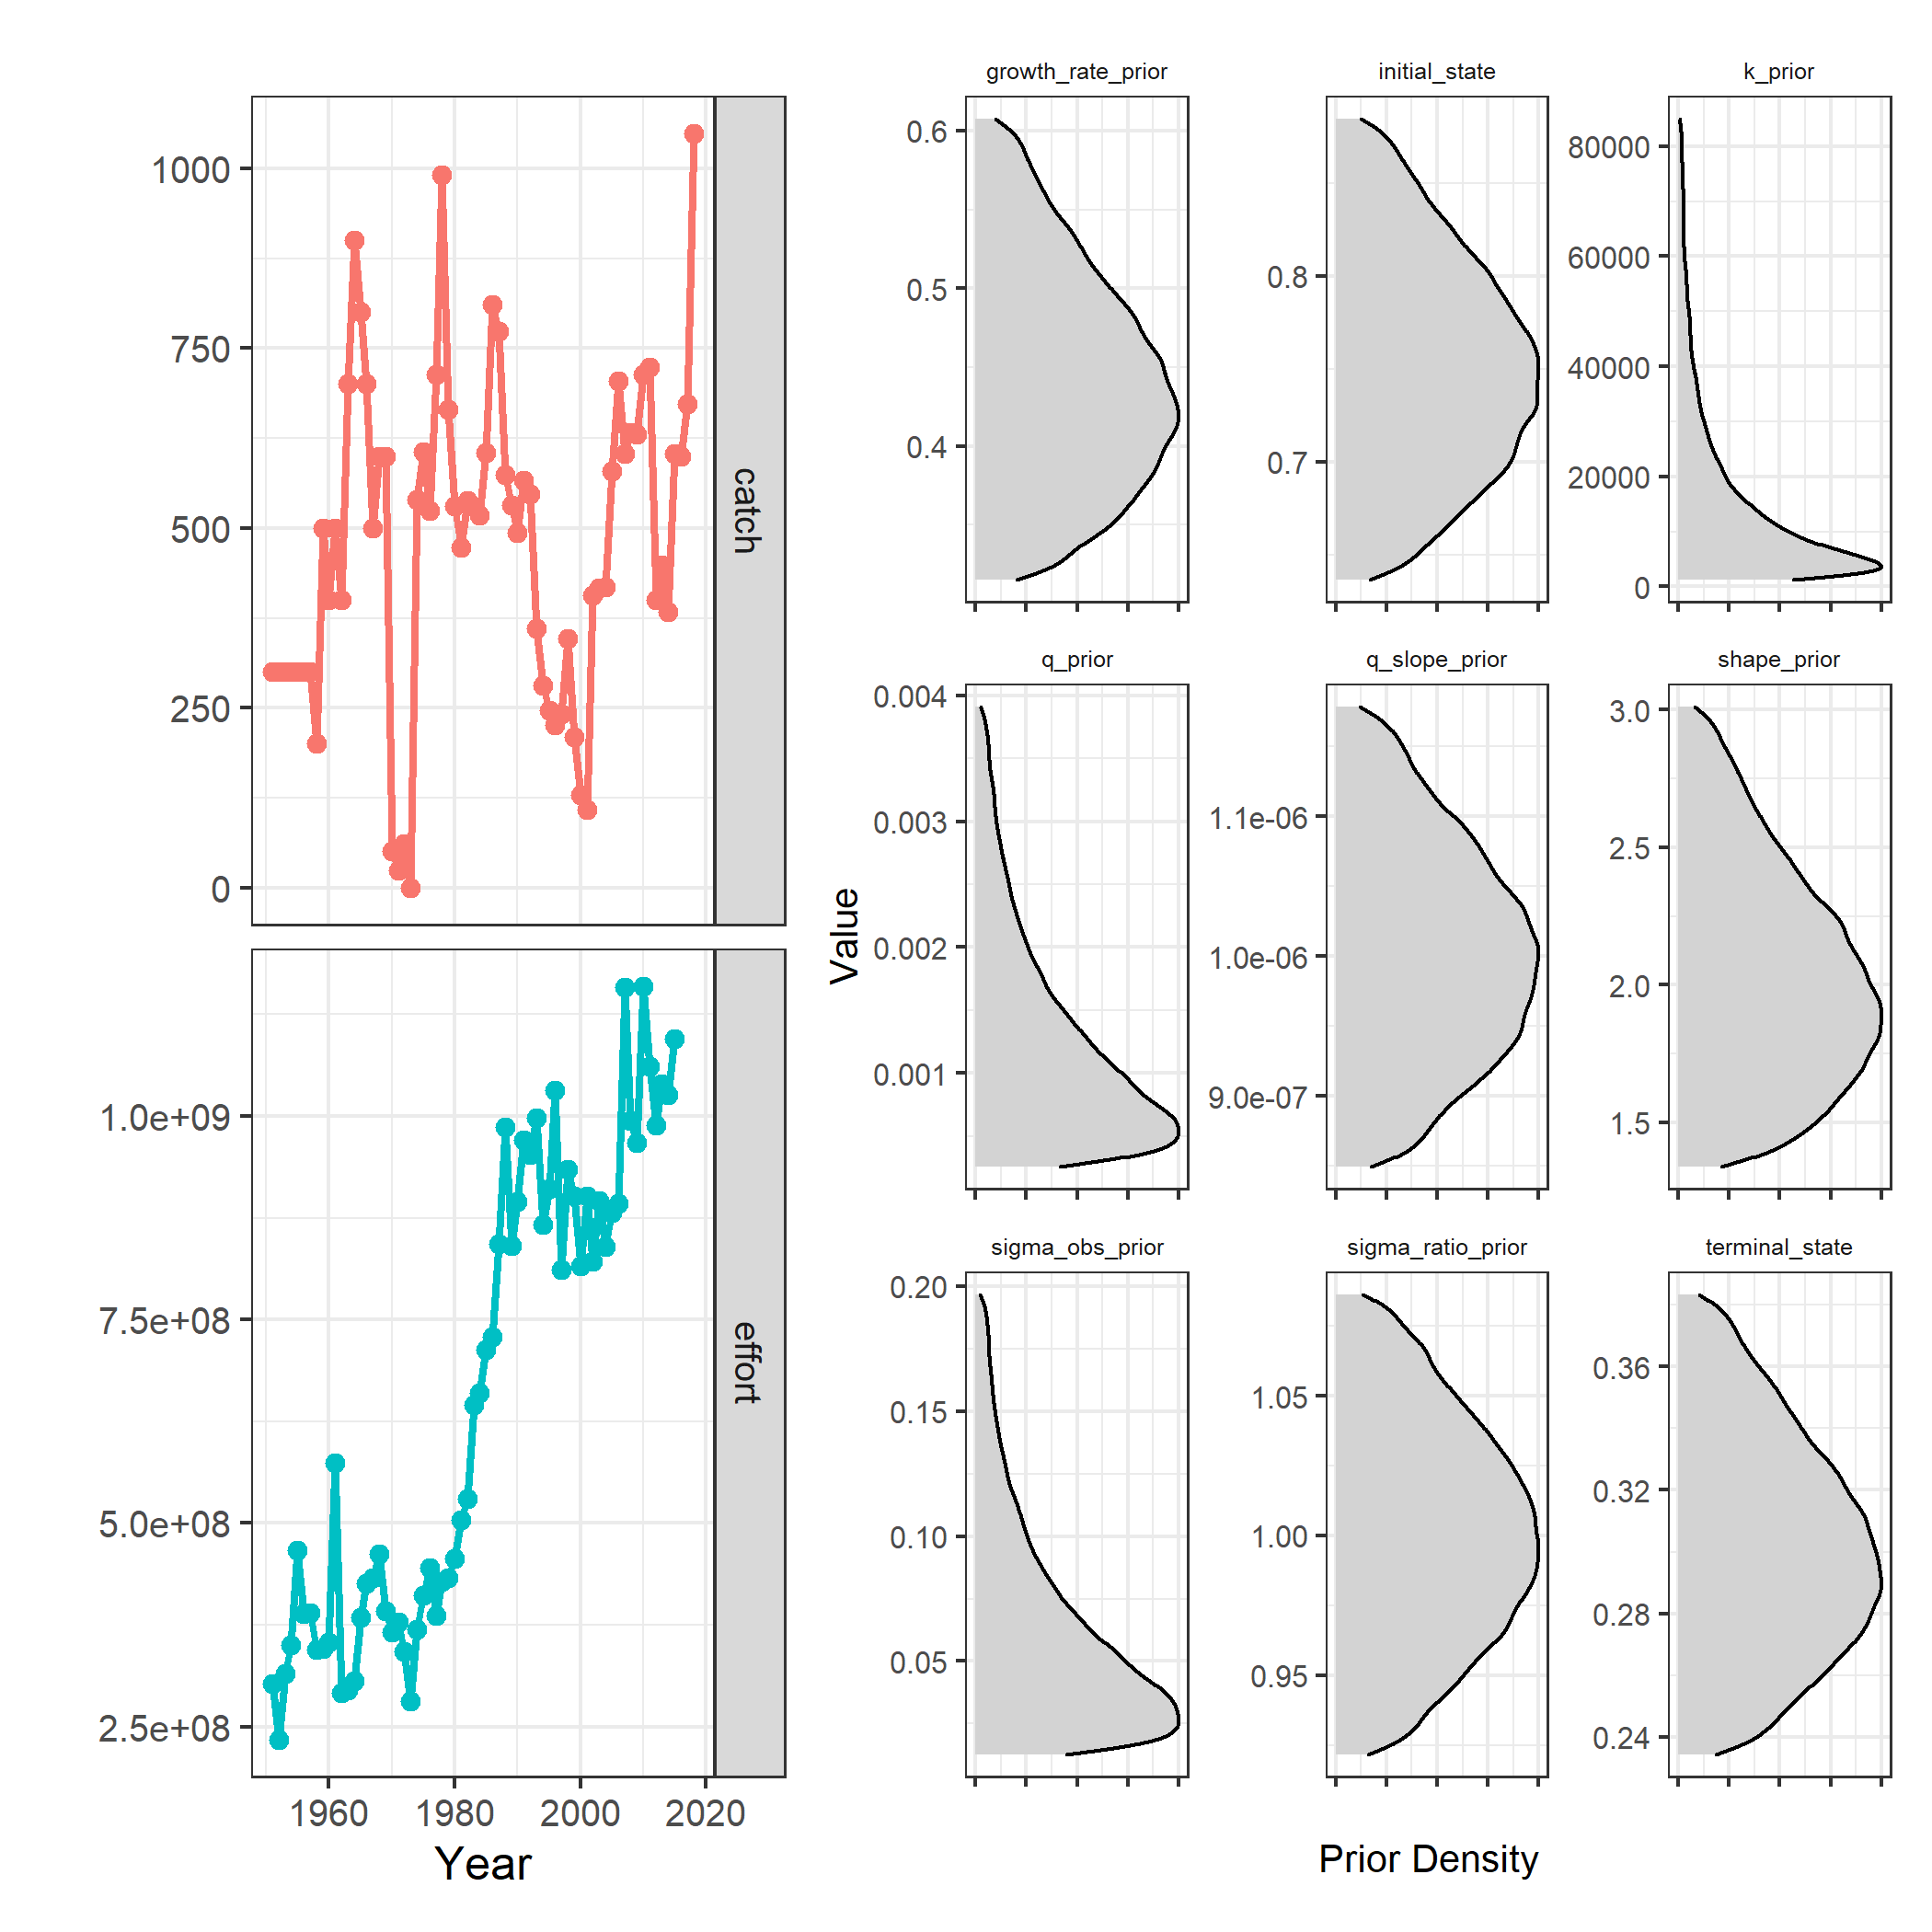 growth_rate_prior
initial_state
k_prior
0.6
0.5
0.4
0.8
0.7
80000
60000
40000
20000
0
1000
750
500
250
0
catch
q_prior
q_slope_prior
shape_prior
0.004
0.003
0.002
0.001
1.1e-06
1.0e-06
9.0e-07
3.0
2.5
2.0
1.5
Value
1.0e+09
7.5e+08
5.0e+08
2.5e+08
effort
sigma_obs_prior
sigma_ratio_prior
terminal_state
0.20
0.15
0.10
0.05
1.05
1.00
0.95
0.36
0.32
0.28
0.24
1960 1980 2000 2020
Year
Prior Density